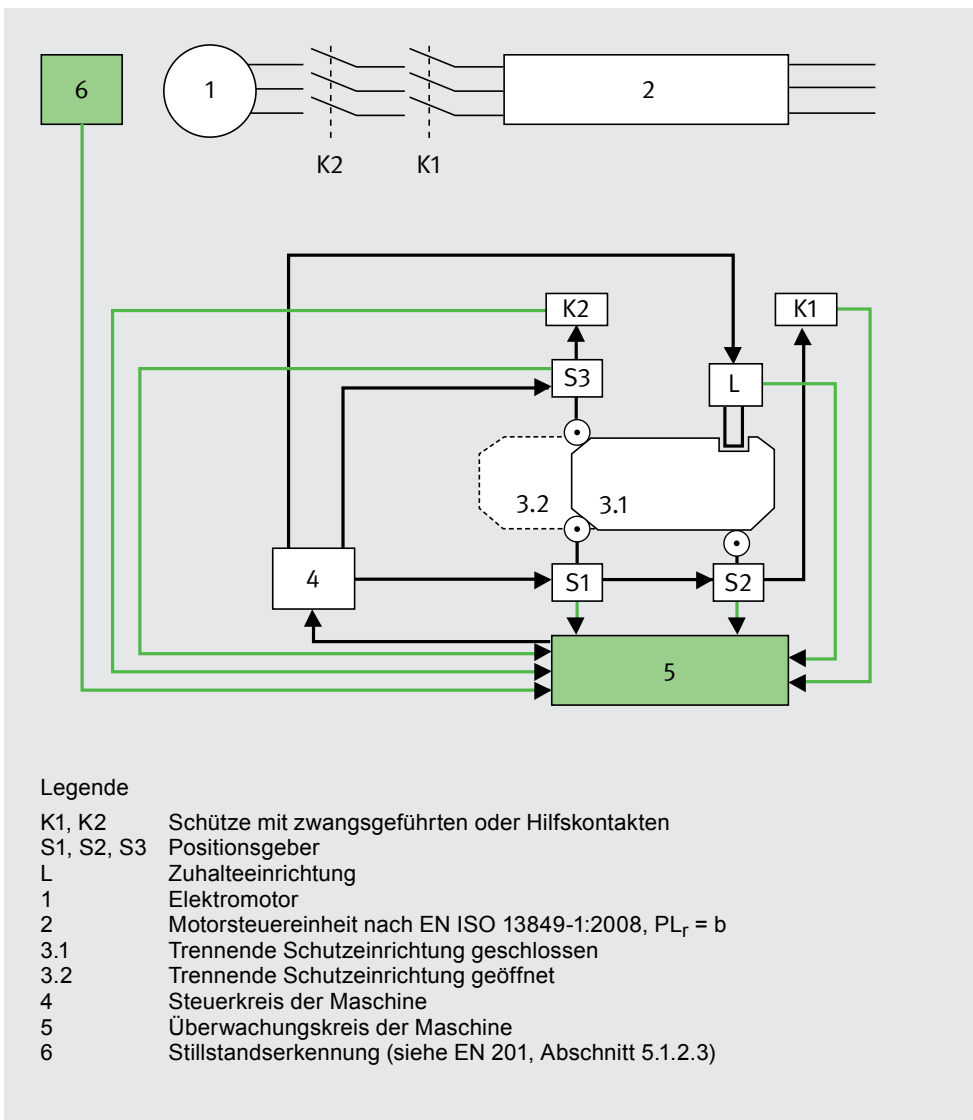 6
1
2
K2
K1
K2
K1
S3
L
3.2
3.1
4
S1
S2
5
Legende
K1, K2 Schütze mit zwangsgeführten oder Hilfskontakten
S1, S2, S3 Positionsgeber
L Zuhalteeinrichtung
1 Elektromotor
2 Motorsteuereinheit nach EN ISO 13849-1:2008, PLr = b
3.1 Trennende Schutzeinrichtung geschlossen
3.2 Trennende Schutzeinrichtung geöffnet
4 Steuerkreis der Maschine
5 Überwachungskreis der Maschine
6 Stillstandserkennung (siehe EN 201, Abschnitt 5.1.2.3)